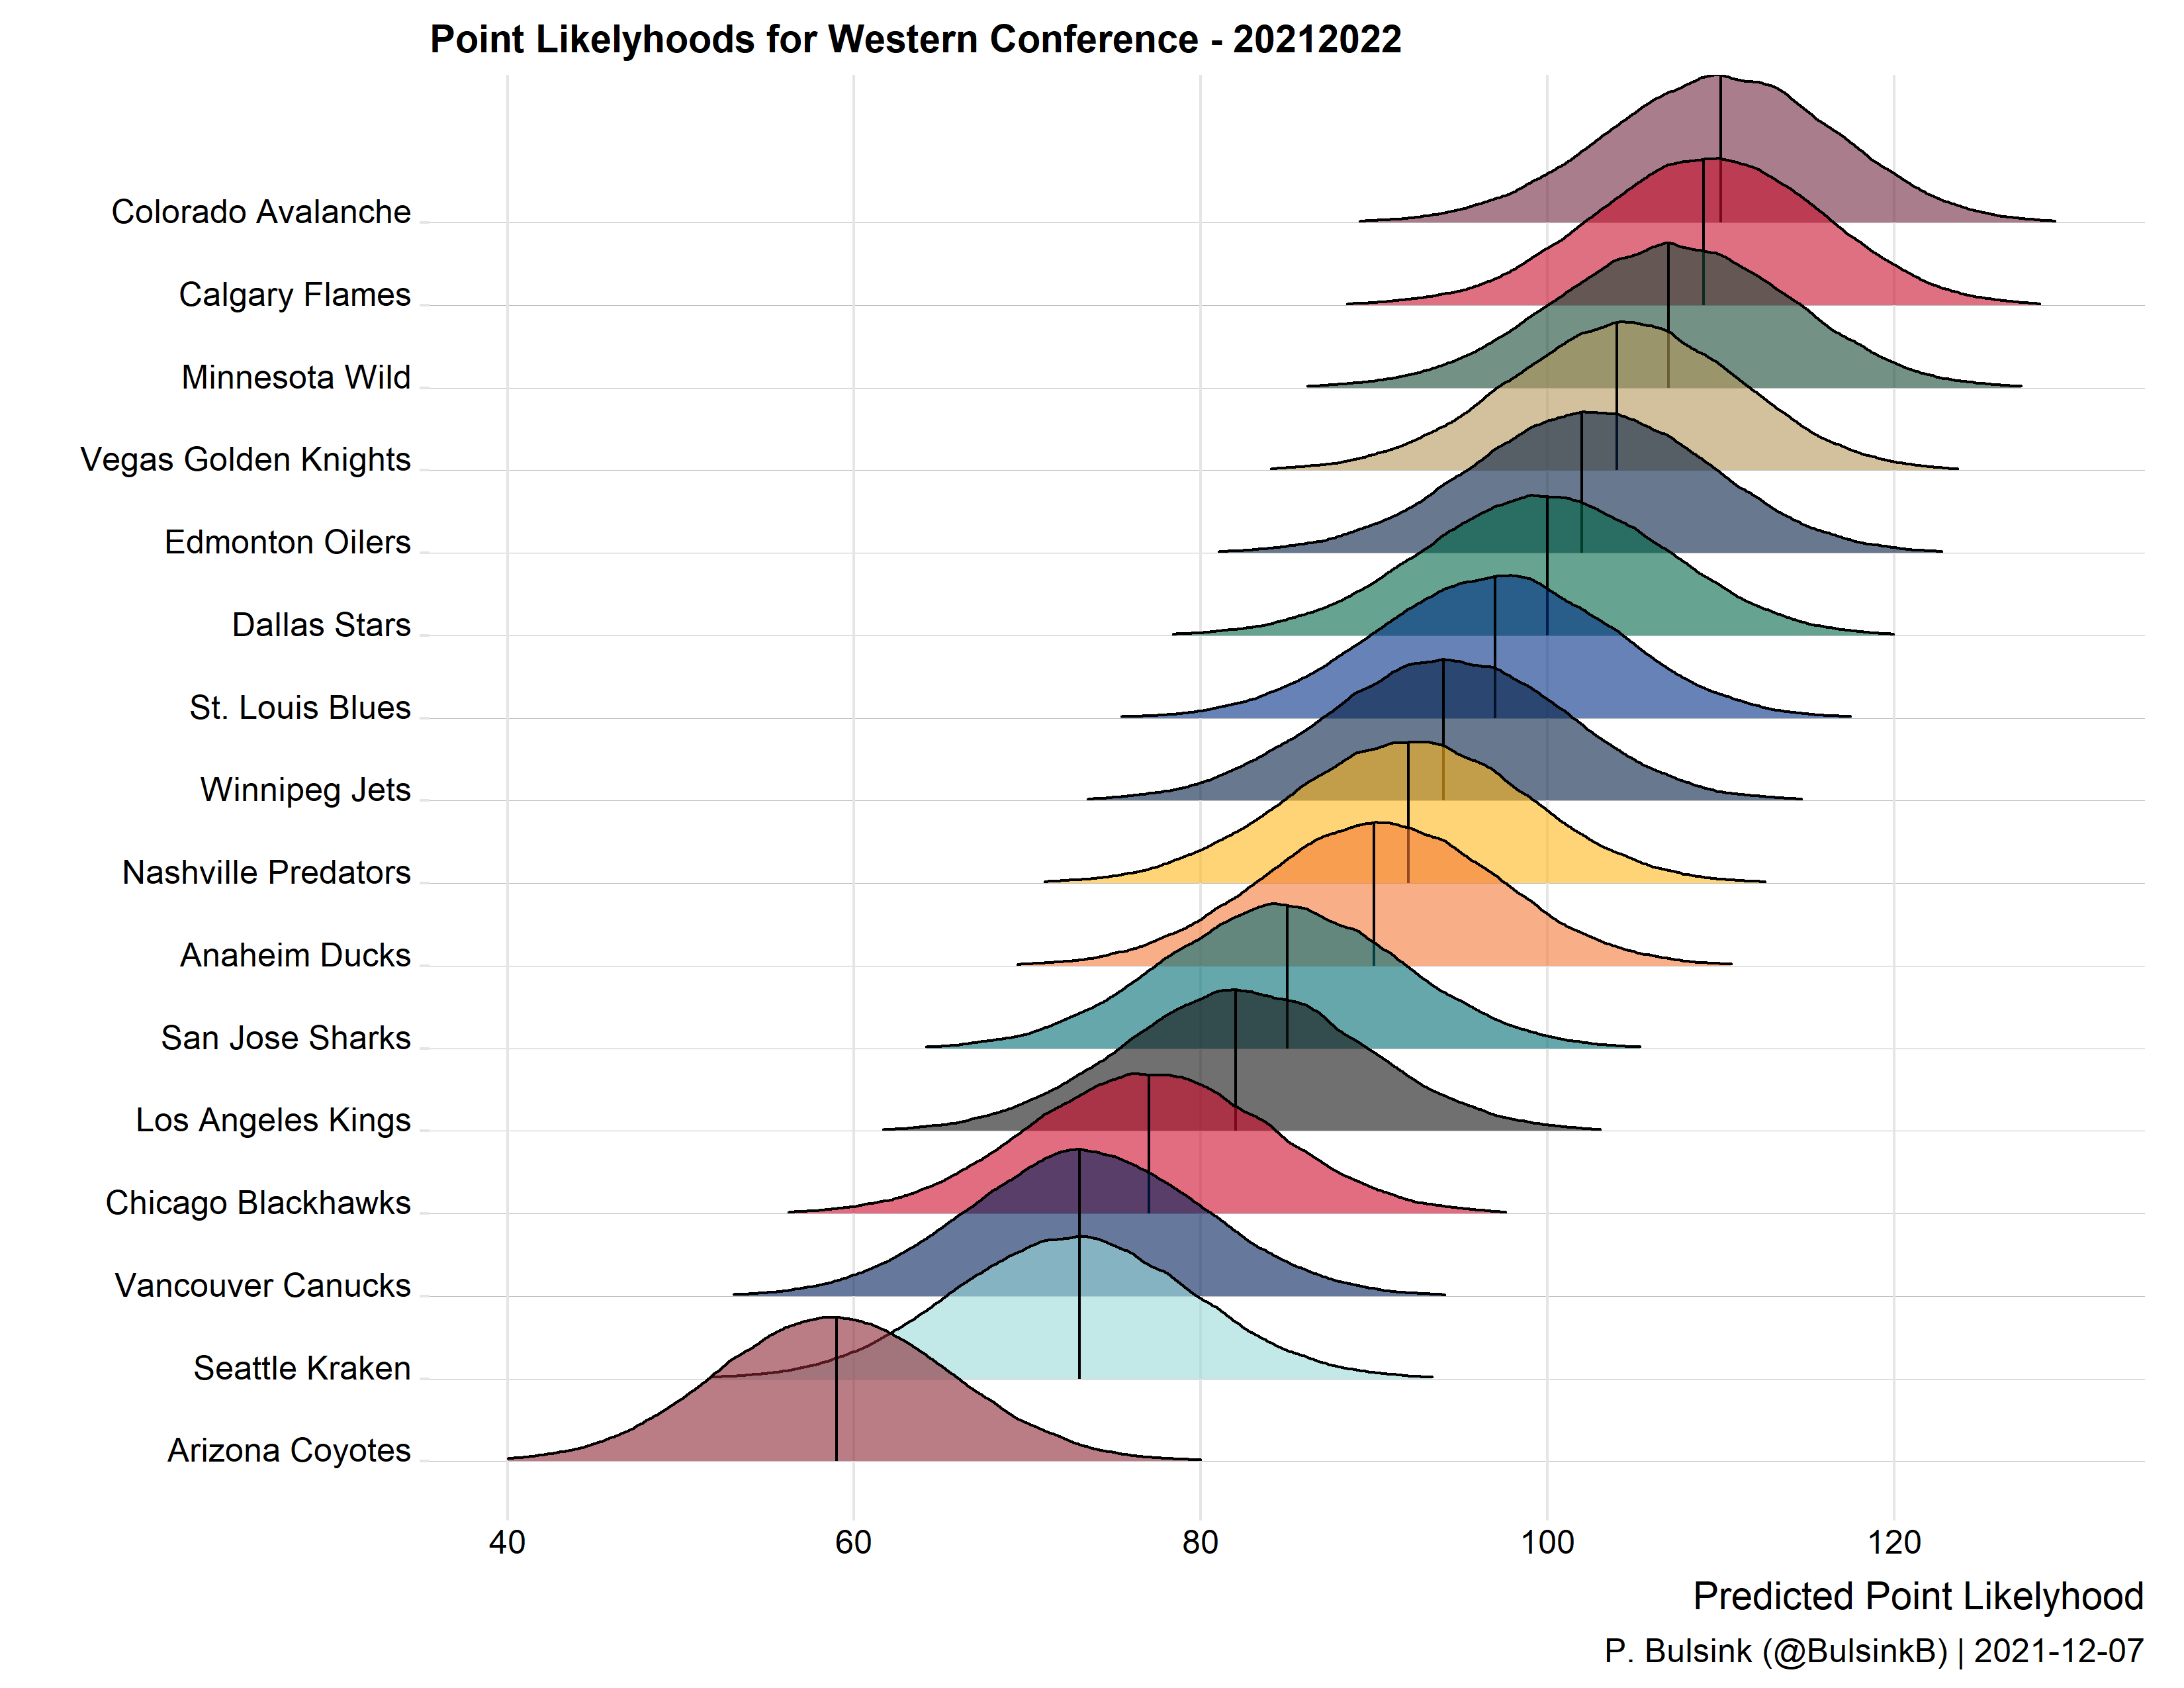 Point Likelyhoods for Western Conference - 20212022
Colorado Avalanche
Calgary Flames
Minnesota Wild
Vegas Golden Knights
Edmonton Oilers
Dallas Stars
St. Louis Blues
Winnipeg Jets
Nashville Predators
Anaheim Ducks
San Jose Sharks
Los Angeles Kings
Chicago Blackhawks
Vancouver Canucks
Seattle Kraken
Arizona Coyotes
40 60 80 100 120
Predicted Point Likelyhood
P. Bulsink (@BulsinkB) | 2021-12-07